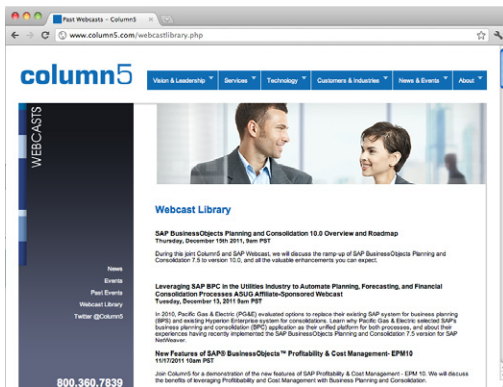 Past Webcasts – Column5
www.column5.com/webcastlibrary.php
column5
Vision & Leadership Services Technology Customers & Industries News & Events About
WEBCASTS
Webcast Library
SAP BusinessObjects Planning and Consolidation 10.0 Overview and Roadmap
Thursday, December 15th 2011, 9am PST
During this joint Column5 and SAP Webcast, we will discuss the ramp-up of SAP BusinessObjects Planning and
Consolidation 7.5 to version 10.0, and all the valuable enhancements you can expect.
Leveraging SAP BPC in the Utilities Industry to Automate Planning, Forecasting, and Financial
Consolidation Processes ASUG Affiliate-Sponsored Webcast
Tuesday, December 13, 2011 9am PST
In 2010, Pacific Gas & Electric (PG&E) evaluated options to replace their existing SAP system for business planning
(BPS) and existing Hyperion Enterprise system for consolidations. Learn why Pacific Gas & Electric selected SAP's
business planning and consolidation (BPC) application as their unified platform for both processes, and about their
experiences having recently implemented the SAP BusinessObjects Planning and Consolidation 7.5 version for SAP
NetWeaver.
New Features of SAP® BusinessObjects™ Profitability & Cost Management- EPM10
11/17/2011 10am PST
Join Column5 for a demonstration of the new features of SAP Profitability & Cost Management - EPM 10. We will discuss
the benefits of leveraging Profitability and Cost Management with Business Planning and Consolidation.
News
Events
Past Events
Webcast Library
Twitter @Column5
800.360.7839